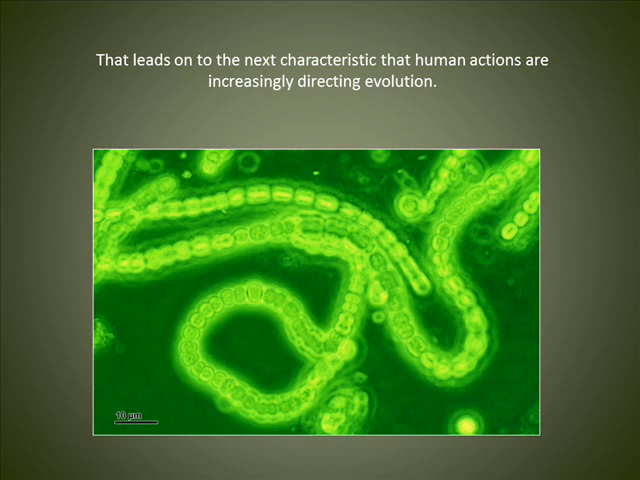 That leads on to the next characteristic that human actions are
increasingly directing evolution.
10 µm